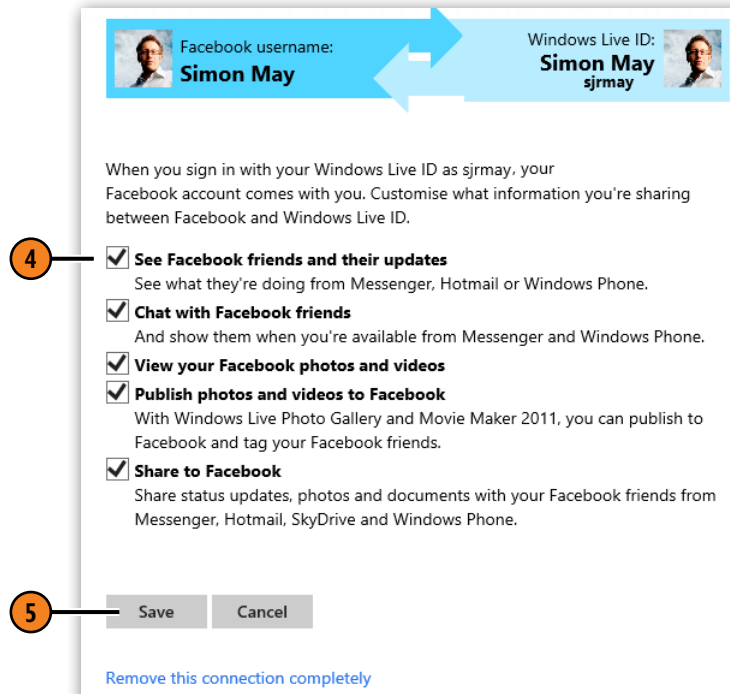 Facebook username:
Simon May
Windows Live ID:
Simon May
sjrmay
When you sign in with your Windows Live ID as sjrmay, your
Facebook account comes with you. Customise what information you're sharing
between Facebook and Windows Live ID.
4
See Facebook friends and their updates
See what they're doing from Messenger, Hotmail or Windows Phone.
Chat with Facebook friends
And show them when you're available from Messenger and Windows Phone.
View your Facebook photos and videos
Publish photos and videos to Facebook
With Windows Live Photo Gallery and Movie Maker 2011, you can publish to
Facebook and tag your Facebook friends.
Share to Facebook
Share status updates, photos and documents with your Facebook friends from
Messenger, Hotmail, SkyDrive and Windows Phone.
5
Save
Cancel
Remove this connection completely